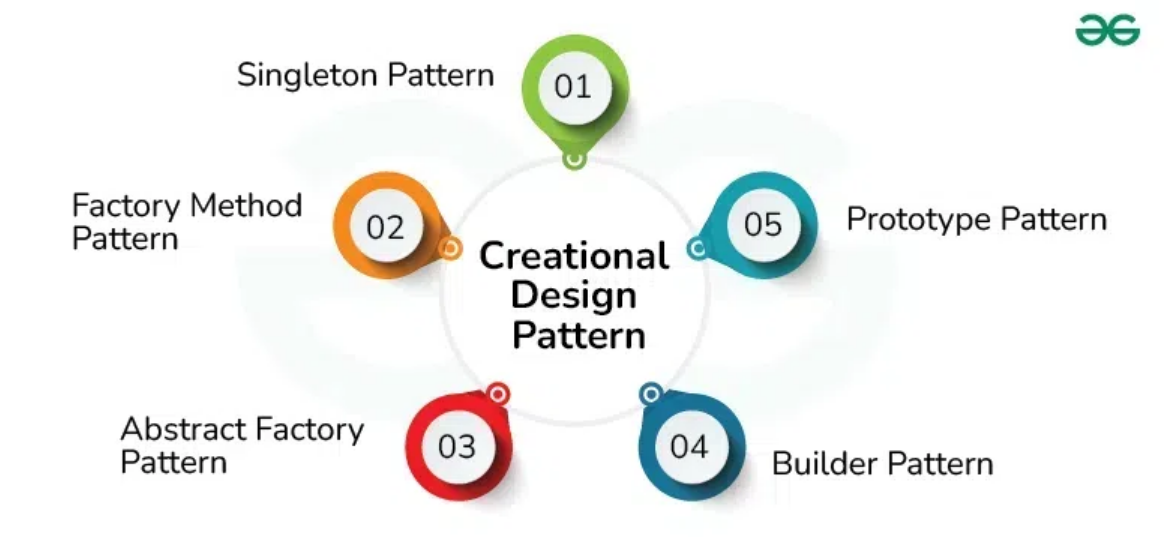 Singleton Pattern
01
Factory Method
Pattern
02
05
Prototype Pattern
Creational
Design
Pattern
Abstract Factory
Pattern
03
04
Builder Pattern